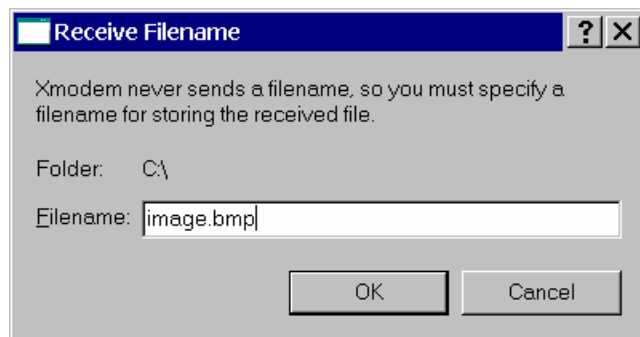 Receive Filename
Xmodem never sends a filename, so you must specify a
filename for storing the received file.
Folder: C:\
Filename: image.bmp
OK Cancel